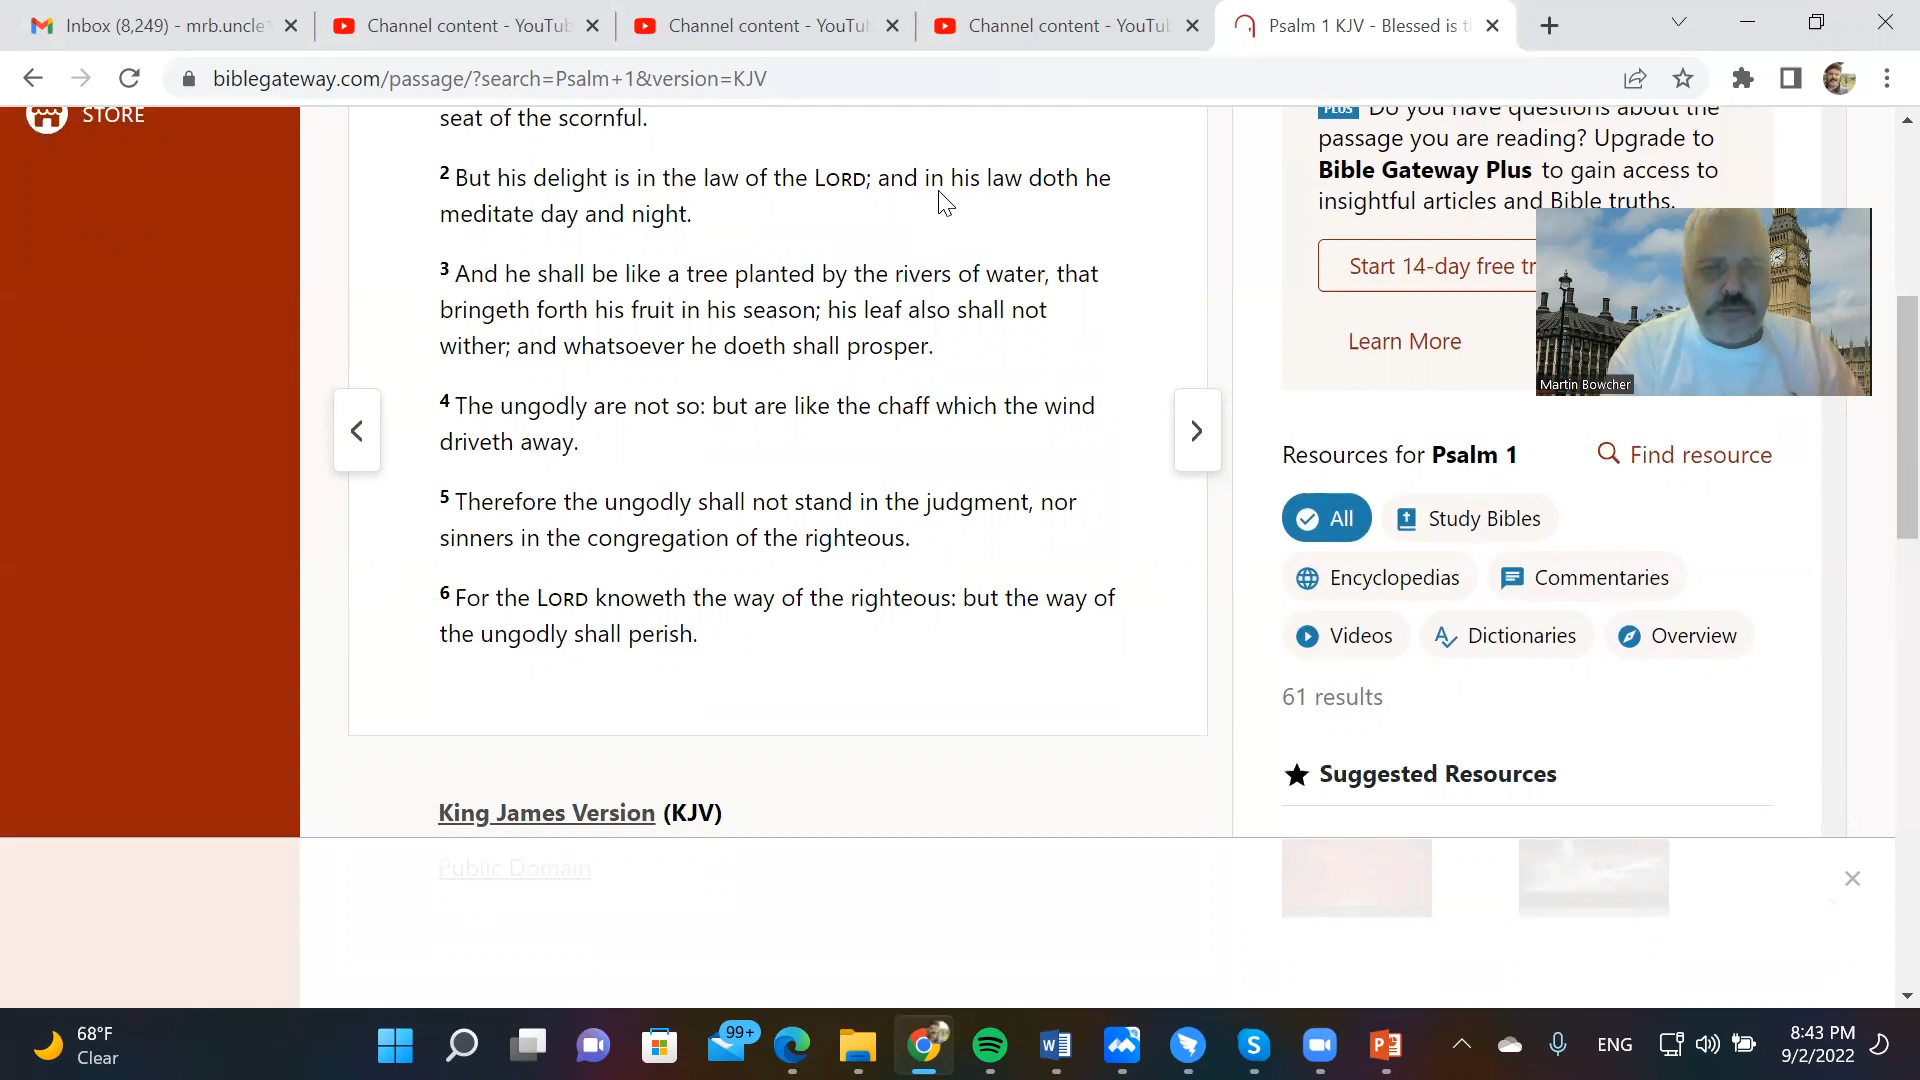 Inbox (8,249) - mrb.uncle
Channel content - YouTub
Channel content - YouTub
Channel content - YouTub
Psalm 1 KJV - Blessed is t
biblegateway.com/passage/?search=Psalm+1&version=KJV
STORE
seat of the scornful.
2 But his delight is in the law of the LORD; and in his law doth he
meditate day and night.
3 And he shall be like a tree planted by the rivers of water, that
bringeth forth his fruit in his season; his leaf also shall not
wither; and whatsoever he doeth shall prosper.
4 The ungodly are not so: but are like the chaff which the wind
driveth away.
5 Therefore the ungodly shall not stand in the judgment, nor
sinners in the congregation of the righteous.
6 For the LORD knoweth the way of the righteous: but the way of
the ungodly shall perish.
King James Version (KJV)
Public Domain
PLUS Do you have questions about the
passage you are reading? Upgrade to
Bible Gateway Plus to gain access to
insightful articles and Bible truths.
Start 14-day free tr
Learn More
Martin Bowcher
Resources for Psalm 1
Find resource
All
Study Bibles
Encyclopedias
Commentaries
Videos
Dictionaries
Overview
61 results
Suggested Resources
68°F
Clear
99+
ENG
8:43 PM
9/2/2022